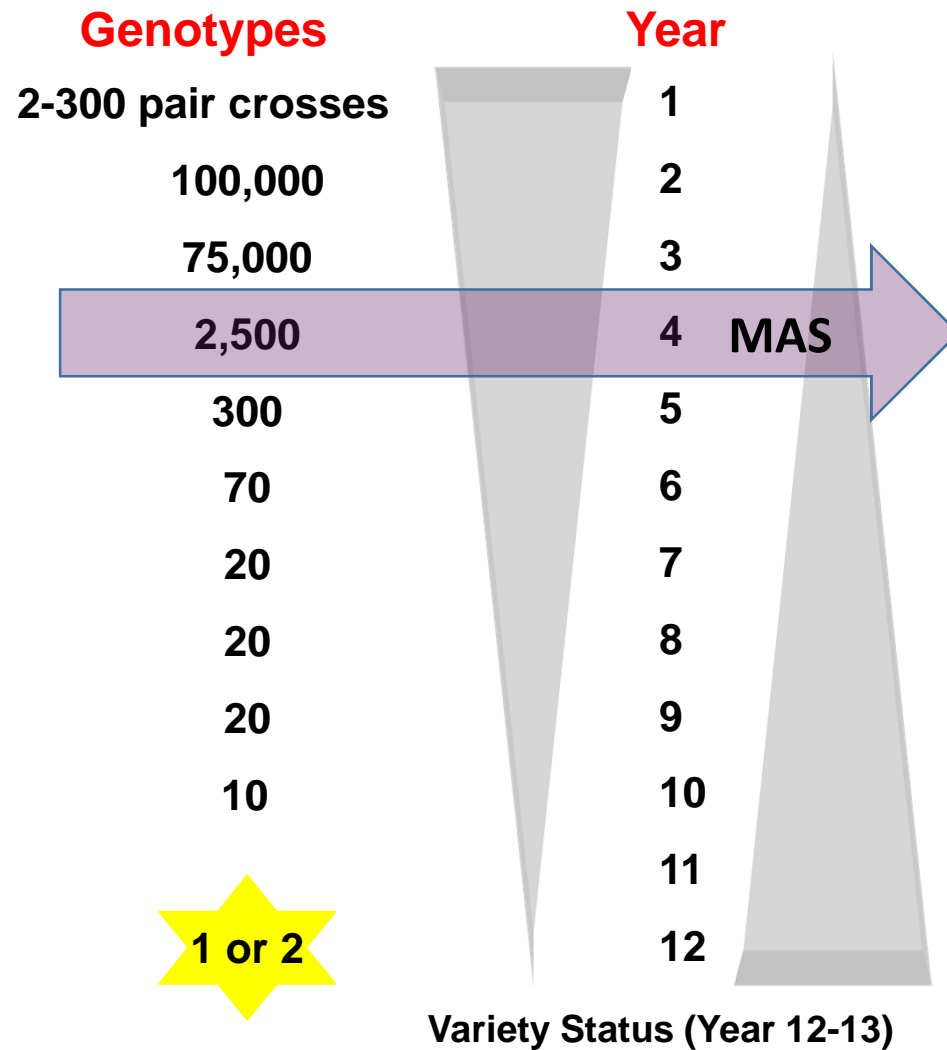 Genotypes Year
2-300 pair crosses 1
100,000 2
75,000 3
2,500 4 MAS
300 5
70 6
20 7
20 8
20 9
10 10
11
1 or 2 12
Variety Status (Year 12-13)